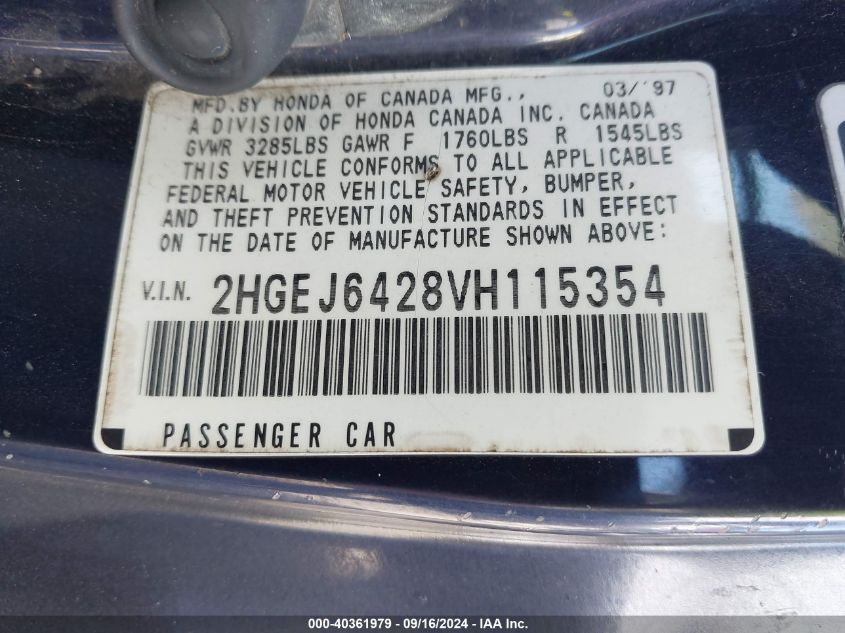 MFD.BY HONDA OF CANADA MFG., 03/'97
A DIVISION OF HONDA CANADA INC. CANADA
GVWR 3285LBS GAWR F 1760LBS R 1545LBS
THIS VEHICLE CONFORMS TO ALL APPLICABLE
FEDERAL MOTOR VEHICLE SAFETY, BUMPER,
AND THEFT PREVENTION STANDARDS IN EFFECT
ON THE DATE OF MANUFACTURE SHOWN ABOVE:
V.I.N. 2HGEJ6428VH115354
PASSENGER CAR
000-40361979 - 09/16/2024 - IAA Inc.